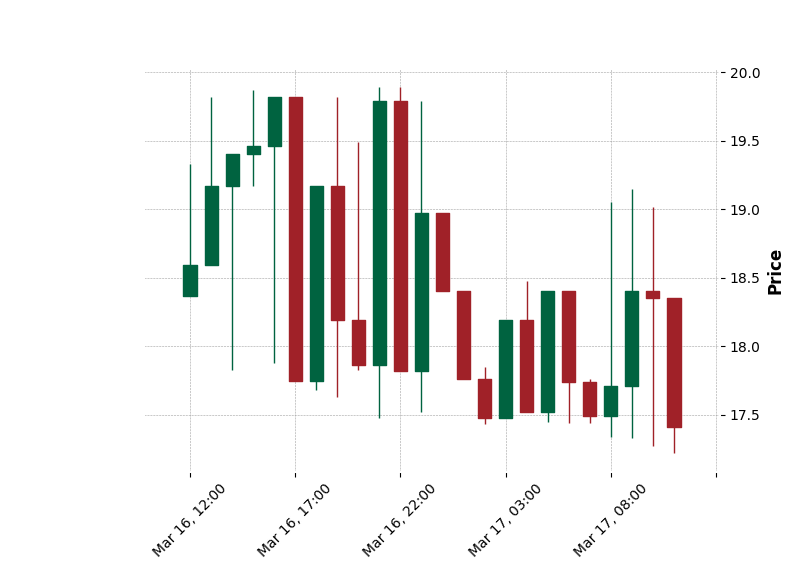 20.0
19.5
19.0
18.5
18.0
17.5
Price
Mar 16, 12:00
Mar 16, 17:00
Mar 16, 22:00
Mar 17, 03:00
Mar 17, 08:00